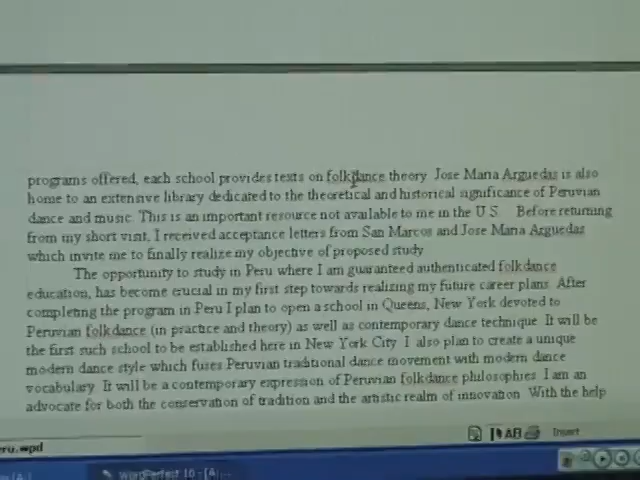 programs offered, each school provides texts on folkdance theory. Jose Maria Arguedas is also
home to an extensive library dedicated to the theoretical and historical significance of Peruvian
dance and music. This is an important resource not available to me in the U.S. Before returning
from my short visit, I received acceptance letters from San Marcos and Jose Maria Arguedas
which invite me to finally realize my objective of proposed study.
The opportunity to study in Peru where I am guaranteed authenticated folkdance
education, has become crucial in my first step towards realizing my future career plans. After
completing the program in Peru I plan to open a school in Queens, New York devoted to
Peruvian folkdance (in practice and theory) as well as contemporary dance technique. It will be
the first such school to be established here in New York City. I also plan to create a unique
modern dance style which fuses Peruvian traditional dance movement with modern dance
vocabulary. It will be a contemporary expression of Peruvian folkdance philosophies. I am an
advocate for both the conservation of tradition and the artistic realm of innovation. With the help
eru.wpd
AB
Insert
WordPerfect 10 - [A:\...